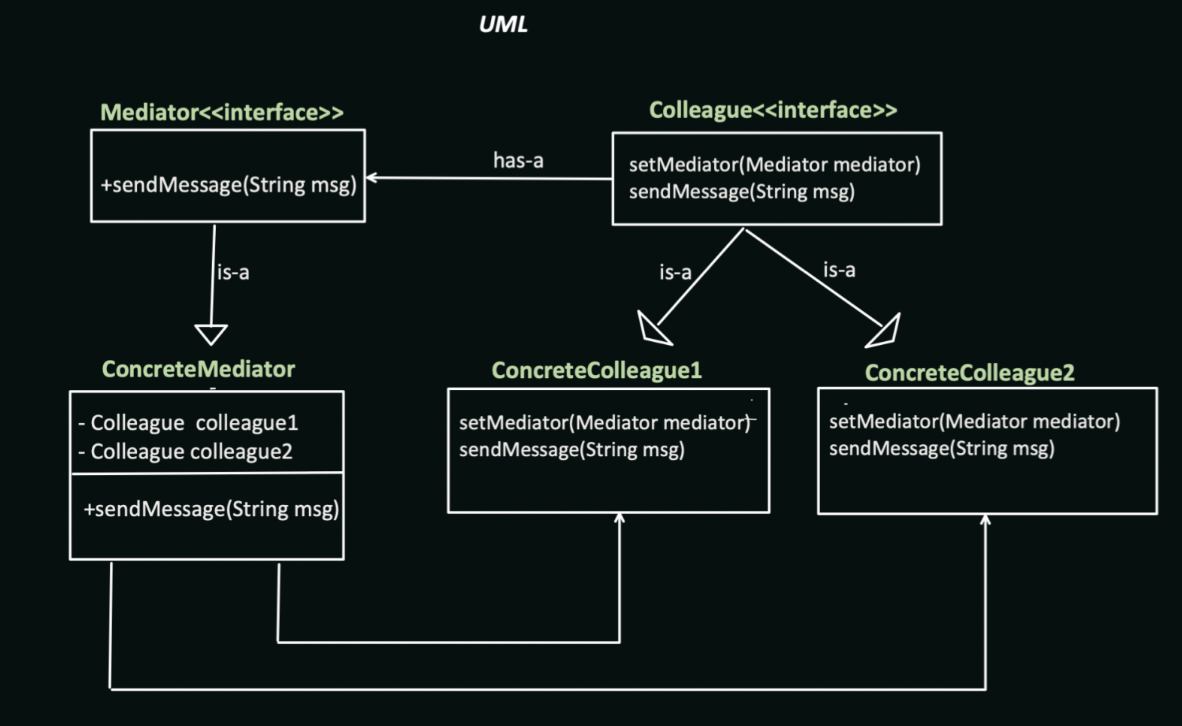 UML
Mediator<<interface>>
+sendMessage(String msg)
has-a
Colleague<<interface>>
setMediator(Mediator mediator)
sendMessage(String msg)
is-a
is-a
is-a
ConcreteMediator
- Colleague  colleague1
- Colleague colleague2
+sendMessage(String msg)
ConcreteColleague1
setMediator(Mediator mediator)
sendMessage(String msg)
ConcreteColleague2
setMediator(Mediator mediator)
sendMessage(String msg)